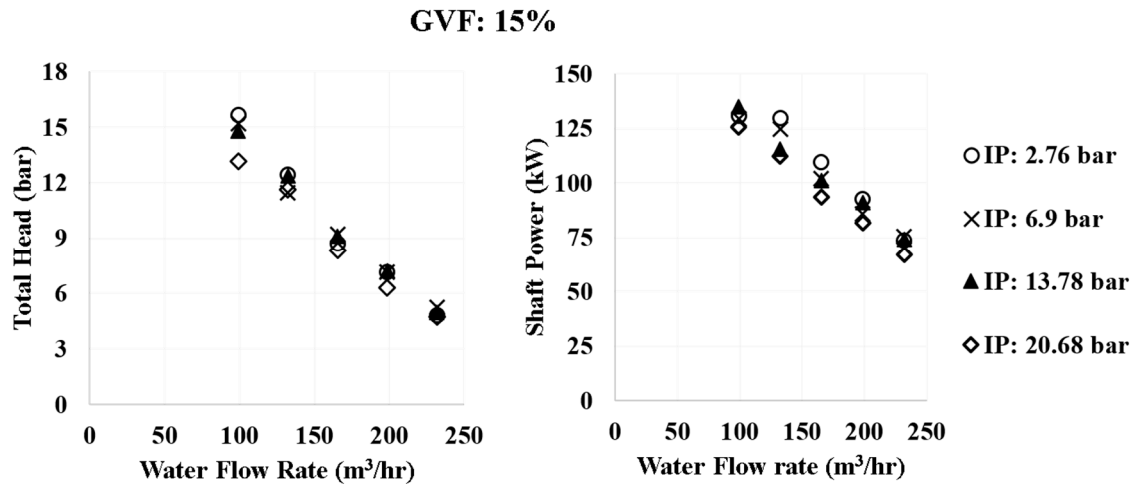 GVF: 15%
Total Head (bar)
18
15
12
9
6
3
0
0 50 100 150 200 250
Water Flow Rate (m³/hr)
Shaft Power (kW)
150
125
100
75
50
25
0
0 50 100 150 200 250
Water Flow rate (m³/hr)
IP: 2.76 bar
IP: 6.9 bar
IP: 13.78 bar
IP: 20.68 bar